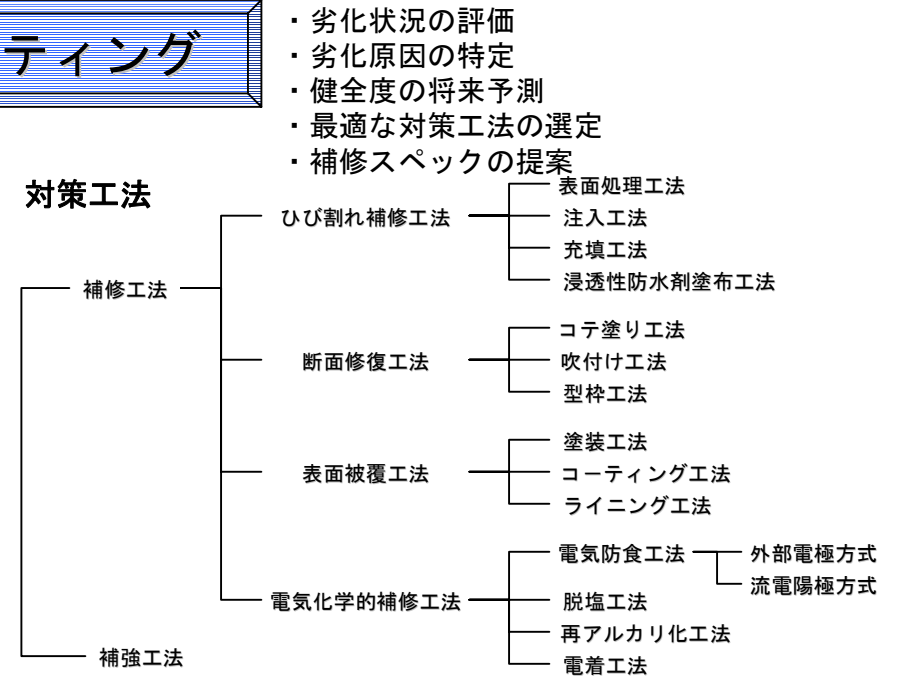 ティング
・劣化状況の評価
・劣化原因の特定
・健全度の将来予測
・最適な対策工法の選定
・補修スペックの提案
対策工法
補修工法
ひび割れ補修工法
表面処理工法
注入工法
充填工法
浸透性防水剤塗布工法
断面修復工法
コテ塗り工法
吹付け工法
型枠工法
表面被覆工法
塗装工法
コーティング工法
ライニング工法
電気化学的補修工法
電気防食工法
外部電極方式
流電陽極方式
脱塩工法
再アルカリ化工法
電着工法
補強工法